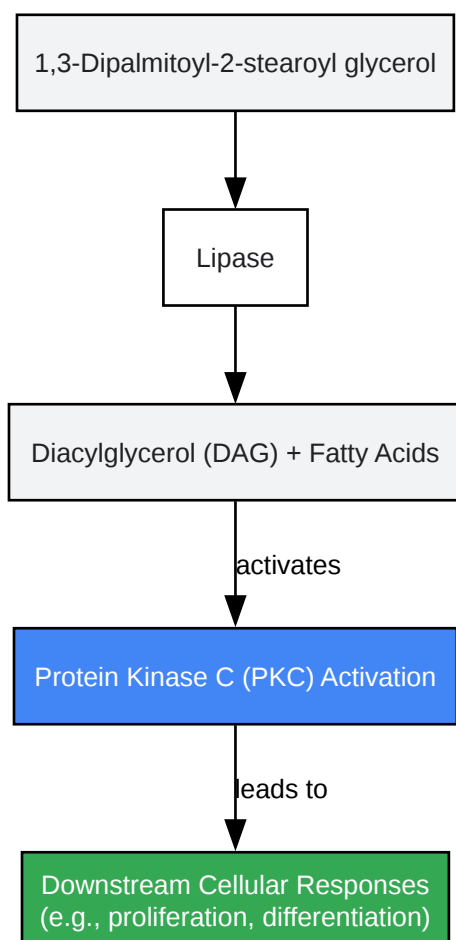 1,3-Dipalmitoyl-2-stearoyl glycerol
Lipase
Diacylglycerol (DAG) + Fatty Acids
activates
Protein Kinase C (PKC) Activation
leads to
Downstream Cellular Responses
(e.g., proliferation, differentiation)